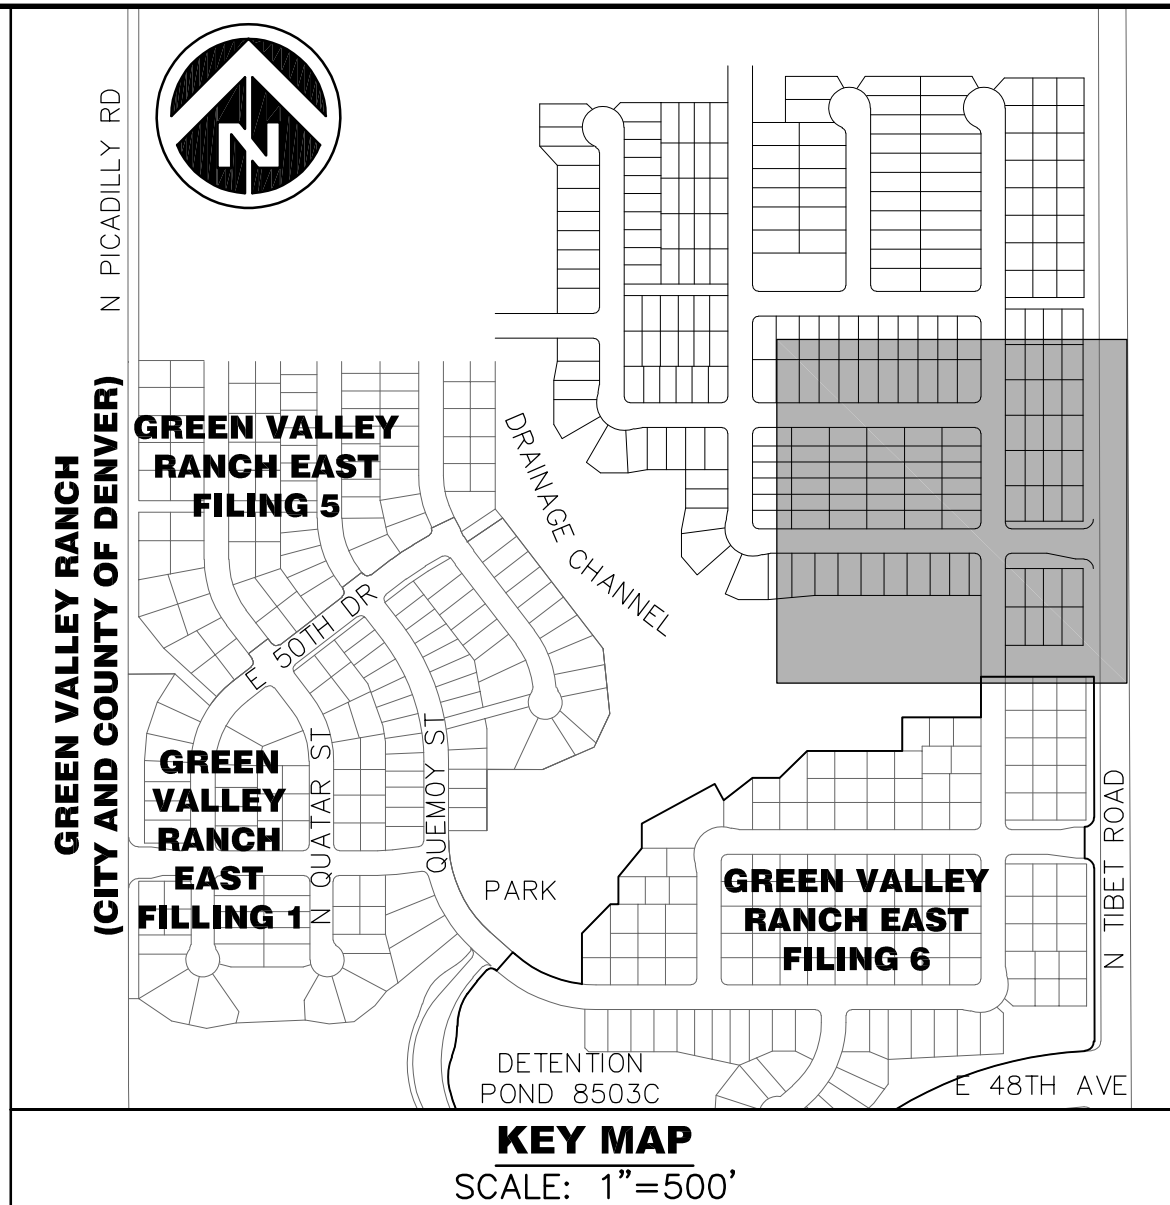 N
N PICADILLY RD
GREEN VALLEY RANCH
(CITY AND COUNTY OF DENVER)
GREEN VALLEY
RANCH EAST
FILING 5
DRAINAGE CHANNEL
E 50TH DR
GREEN
VALLEY
RANCH
EAST
FILLING 1
N QUATAR ST
QUEMOY ST
PARK
GREEN VALLEY
RANCH EAST
FILING 6
N TIBET ROAD
DETENTION
POND 8503C
E 48TH AVE
KEY MAP
SCALE: 1"=500'